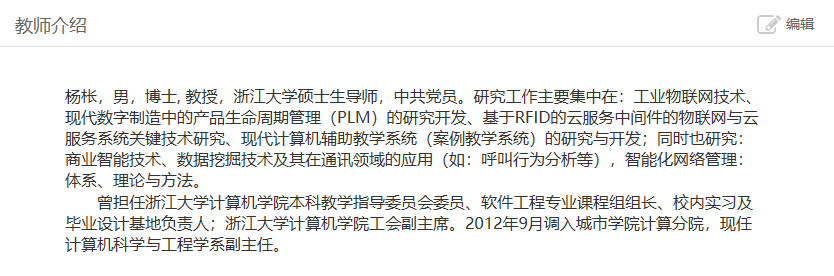 教师介绍
编辑
杨枨，男，博士, 教授，浙江大学硕士生导师，中共党员。研究工作主要集中在：工业物联网技术、
现代数字制造中的产品生命周期管理（PLM）的研究开发、基于RFID的云服务中间件的物联网与云
服务系统关键技术研究、现代计算机辅助教学系统（案例教学系统）的研究与开发；同时也研究：
商业智能技术、数据挖掘技术及其在通讯领域的应用（如：呼叫行为分析等），智能化网络管理：
体系、理论与方法。
曾担任浙江大学计算机学院本科教学指导委员会委员、软件工程专业课程组组长、校内实习及
毕业设计基地负责人；浙江大学计算机学院工会副主席。2012年9月调入城市学院计算分院，现任
计算机科学与工程学系副主任。